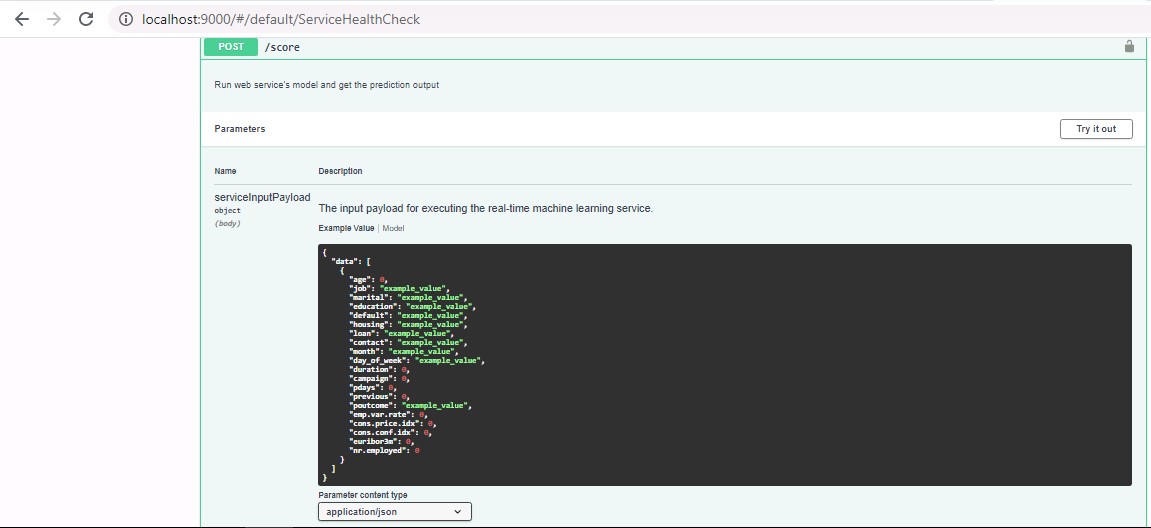 localhost:9000/#/default/ServiceHealthCheck
POST /score
Run web service's model and get the prediction output
Parameters
Try it out
Name Description
serviceInputPayload
object
(body)
The input payload for executing the real-time machine learning service.
Example Value | Model
{
"data": [
{
"age": 0,
"job": "example_value",
"marital": "example_value",
"education": "example_value",
"default": "example_value",
"housing": "example_value",
"loan": "example_value",
"contact": "example_value",
"month": "example_value",
"day_of_week": "example_value",
"duration": 0,
"campaign": 0,
"pdays": 0,
"previous": 0,
"poutcome": "example_value",
"emp.var.rate": 0,
"cons.price.idx": 0,
"cons.conf.idx": 0,
"euribor3m": 0,
"nr.employed": 0
}
]
}
Parameter content type
application/json